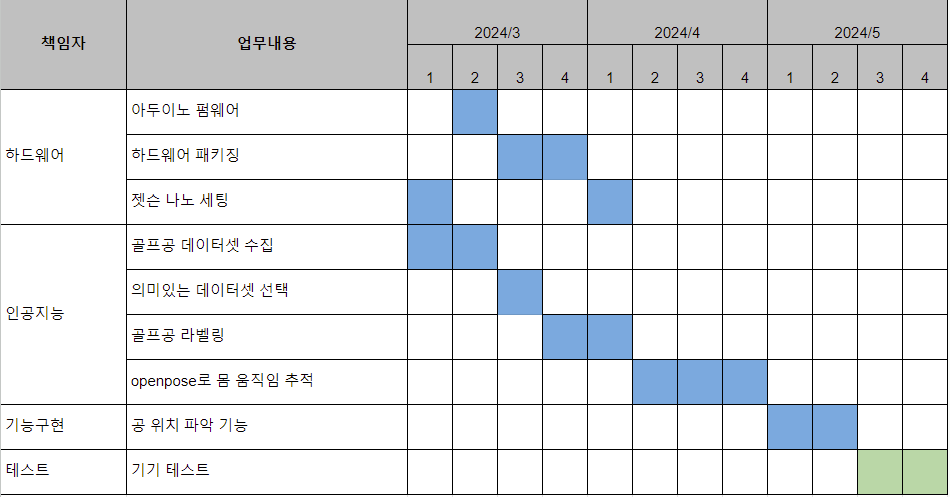 책임자 업무내용 2024/3 2024/4 2024/5
1 2 3 4 1 2 3 4 1 2 3 4
하드웨어
아두이노 펌웨어
하드웨어 패키징
젯슨 나노 세팅
인공지능
골프공 데이터셋 수집
의미있는 데이터셋 선택
골프공 라벨링
openpose로 몸 움직임 추적
기능구현 공 위치 파악 기능
테스트 기기 테스트